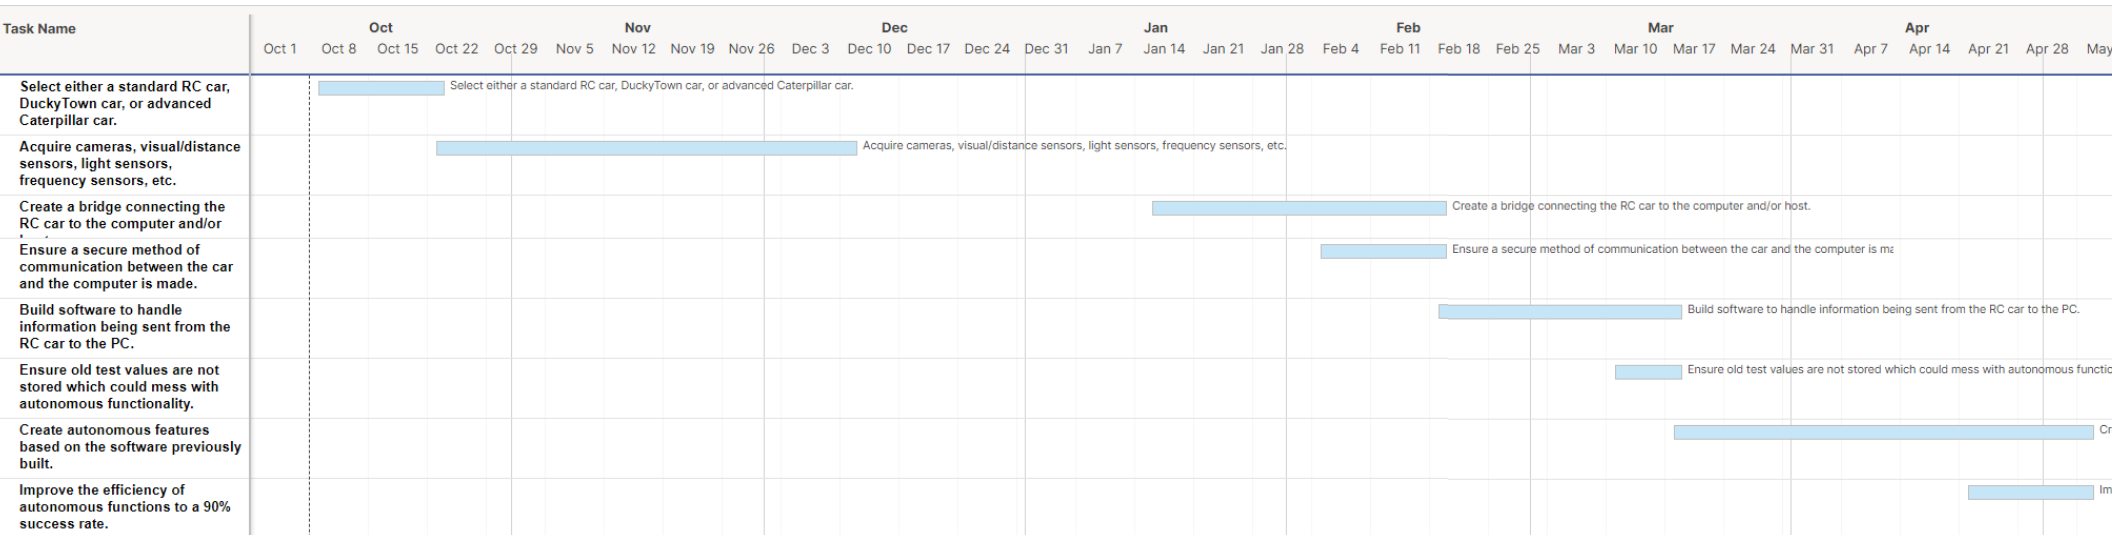 Task Name
Oct Nov Dec Jan Feb Mar Apr
Oct 1 Oct 8 Oct 15 Oct 22 Oct 29 Nov 5 Nov 12 Nov 19 Nov 26 Dec 3 Dec 10 Dec 17 Dec 24 Dec 31 Jan 7 Jan 14 Jan 21 Jan 28 Feb 4 Feb 11 Feb 18 Feb 25 Mar 3 Mar 10 Mar 17 Mar 24 Mar 31 Apr 7 Apr 14 Apr 21 Apr 28 May
Select either a standard RC car,
DuckyTown car, or advanced
Caterpillar car.
Select either a standard RC car, DuckyTown car, or advanced Caterpillar car.
Acquire cameras, visual/distance
sensors, light sensors,
frequency sensors, etc.
Acquire cameras, visual/distance sensors, light sensors, frequency sensors, etc.
Create a bridge connecting the
RC car to the computer and/or
Create a bridge connecting the RC car to the computer and/or host.
Ensure a secure method of
communication between the car
and the computer is made.
Ensure a secure method of communication between the car and the computer is ma
Build software to handle
information being sent from the
RC car to the PC.
Build software to handle information being sent from the RC car to the PC.
Ensure old test values are not
stored which could mess with
autonomous functionality.
Ensure old test values are not stored which could mess with autonomous functio
Create autonomous features
based on the software previously
built.
Cr
Improve the efficiency of
autonomous functions to a 90%
success rate.
Im